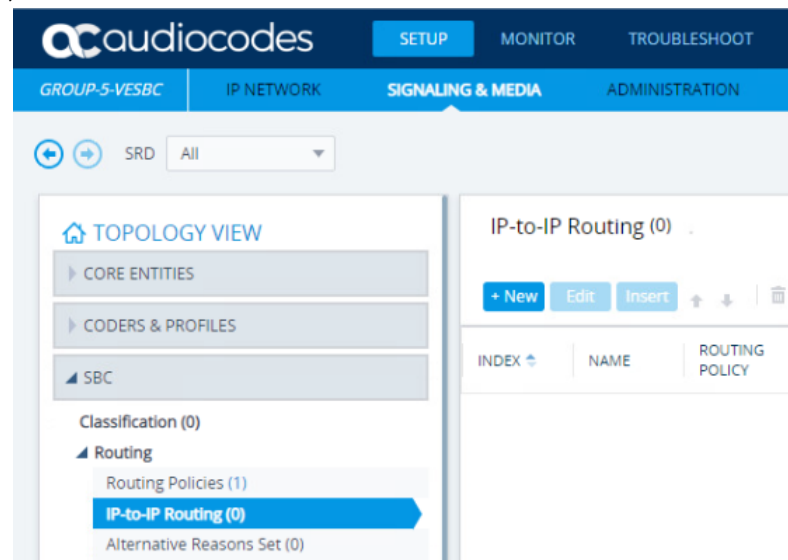 audiocodes
SETUP MONITOR TROUBLESHOOT
GROUP-5-VESBC IP NETWORK SIGNALING & MEDIA ADMINISTRATION
SRD All
TOPOLOGY VIEW
CORE ENTITIES
CODERS & PROFILES
SBC
Classification (0)
Routing
Routing Policies (1)
IP-to-IP Routing (0)
Alternative Reasons Set (0)
IP-to-IP Routing (0)
+ New Edit Insert
INDEX NAME ROUTING
POLICY